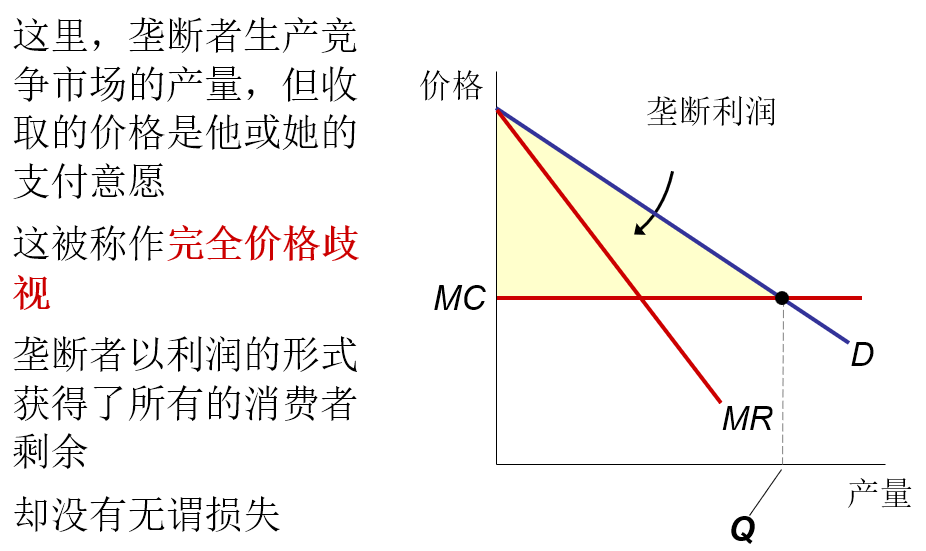 这里，垄断者生产竞
争市场的产量，但收
取的价格是他或她的
支付意愿
这被称作完全价格歧
视
垄断者以利润的形式
获得了所有的消费者
剩余
却没有无谓损失
价格
垄断利润
MC
D
MR
产量
Q